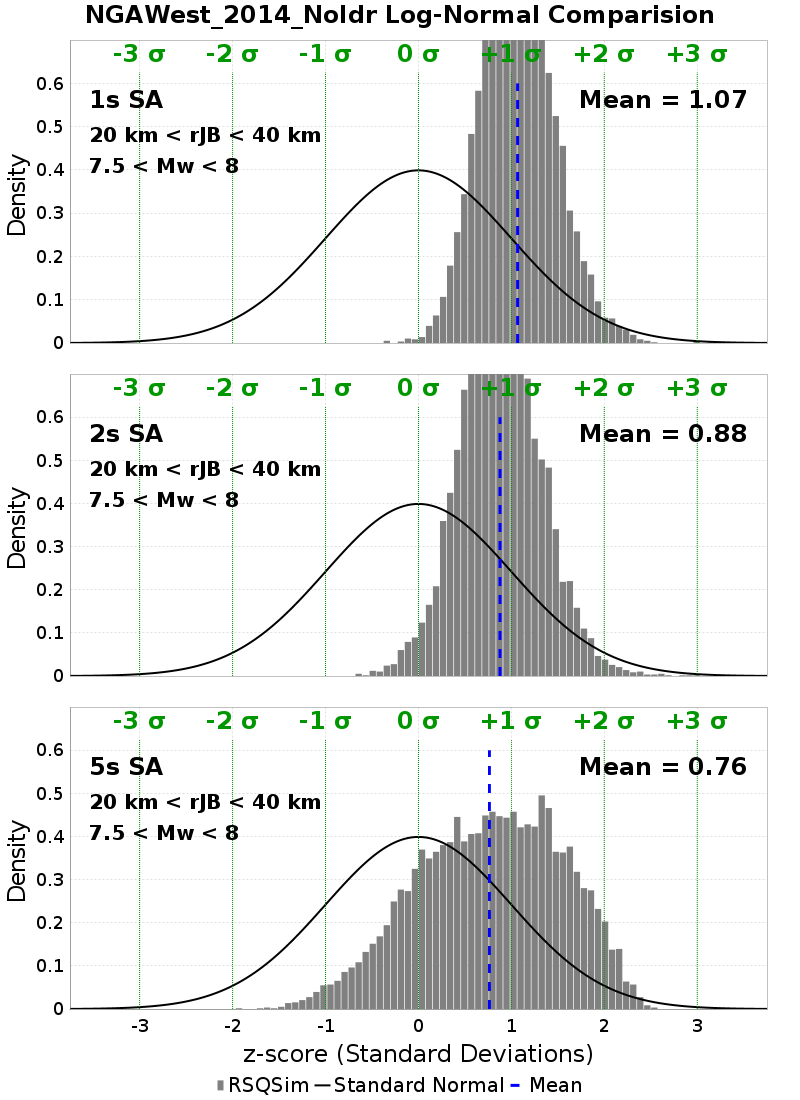 NGAWest_2014_NoIdr Log-Normal Comparision
-3 σ -2 σ -1 σ 0 σ +1 σ +2 σ +3 σ
0.6
1s SA Mean = 1.07
0.5
20 km < rJB < 40 km
0.4
7.5 < Mw < 8
0.3
0.2
0.1
0
Density
-3 σ -2 σ -1 σ 0 σ +1 σ +2 σ +3 σ
0.6
2s SA Mean = 0.88
0.5
20 km < rJB < 40 km
0.4
7.5 < Mw < 8
0.3
0.2
0.1
0
Density
-3 σ -2 σ -1 σ 0 σ +1 σ +2 σ +3 σ
0.6
5s SA Mean = 0.76
0.5
20 km < rJB < 40 km
0.4
7.5 < Mw < 8
0.3
0.2
0.1
0
Density
-3 -2 -1 0 1 2 3
z-score (Standard Deviations)
RSQSim Standard Normal Mean